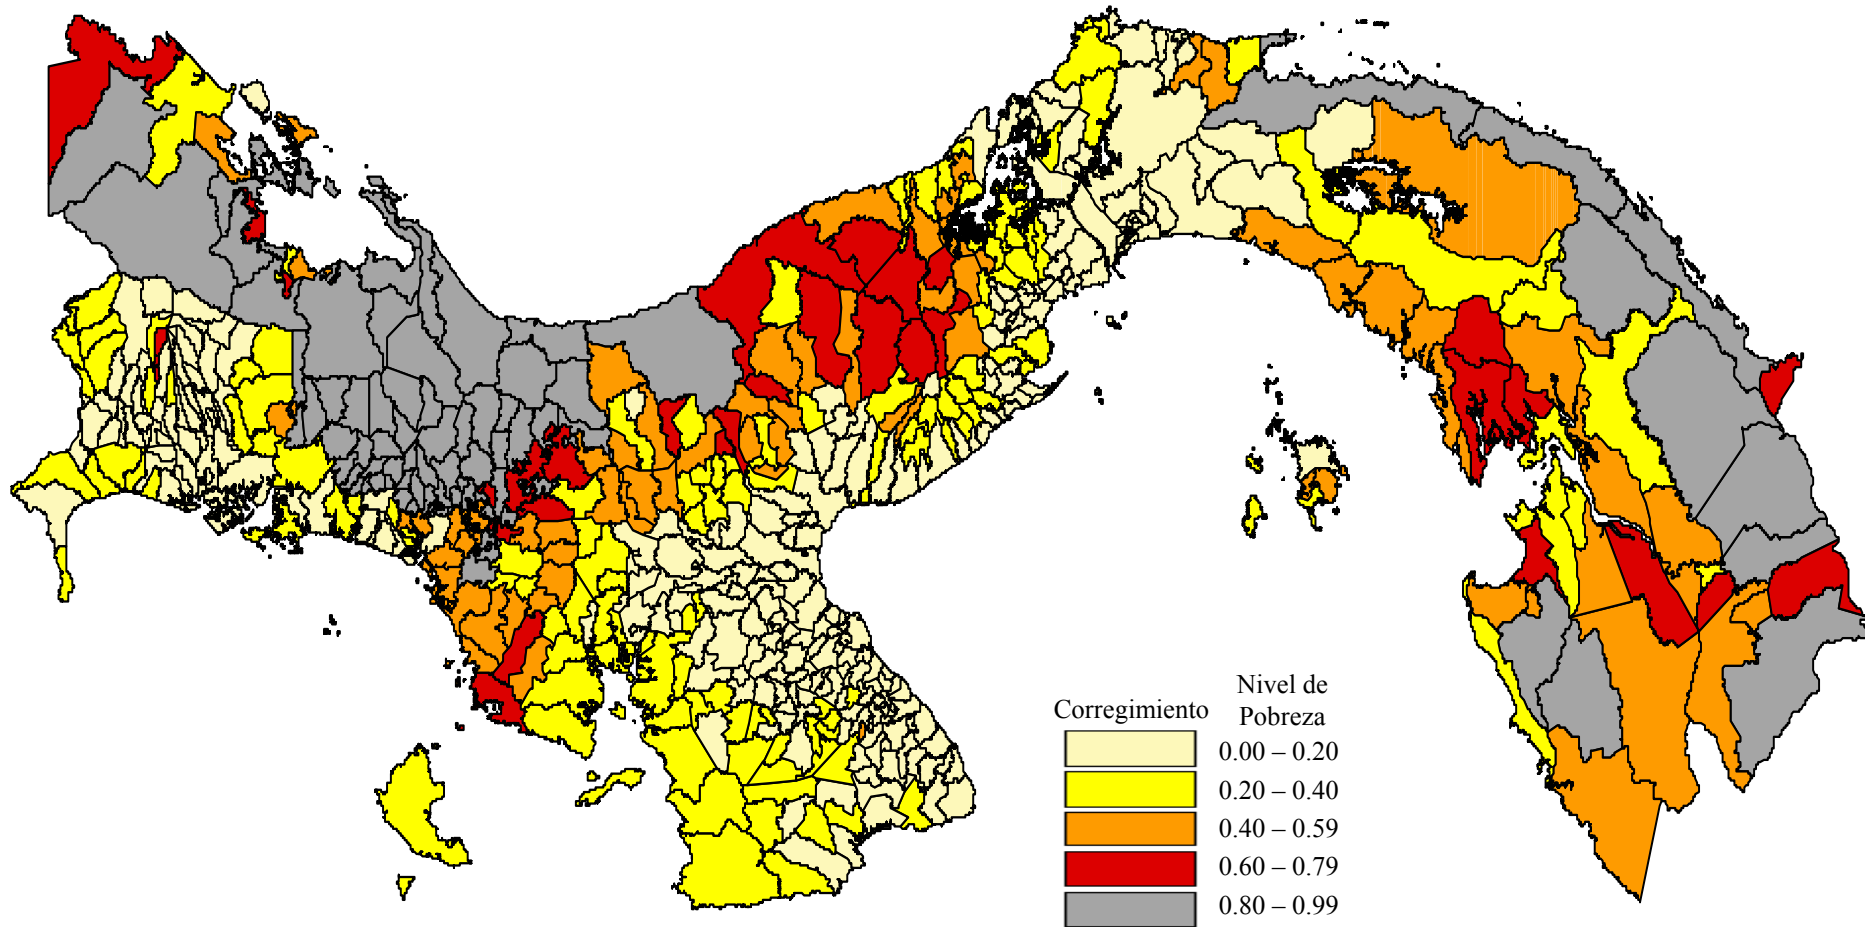 Corregimiento Nivel de
Pobreza
0.00 – 0.20
0.20 – 0.40
0.40 – 0.59
0.60 – 0.79
0.80 – 0.99